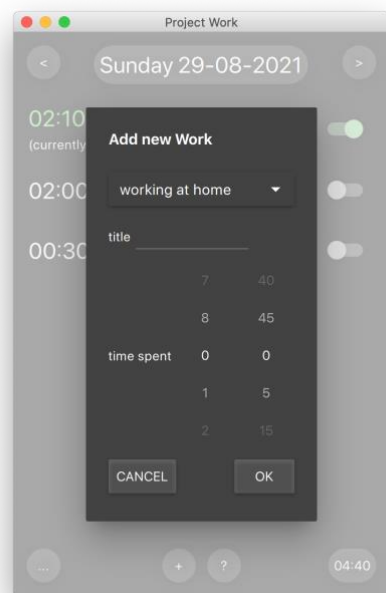 Project Work
<
Sunday 29-08-2021
>
02:10
(currently
02:00
00:30
Add new Work
working at home
title
7 40
8 45
time spent 0 0
1 5
2 15
CANCEL OK
...
+
?
04:40